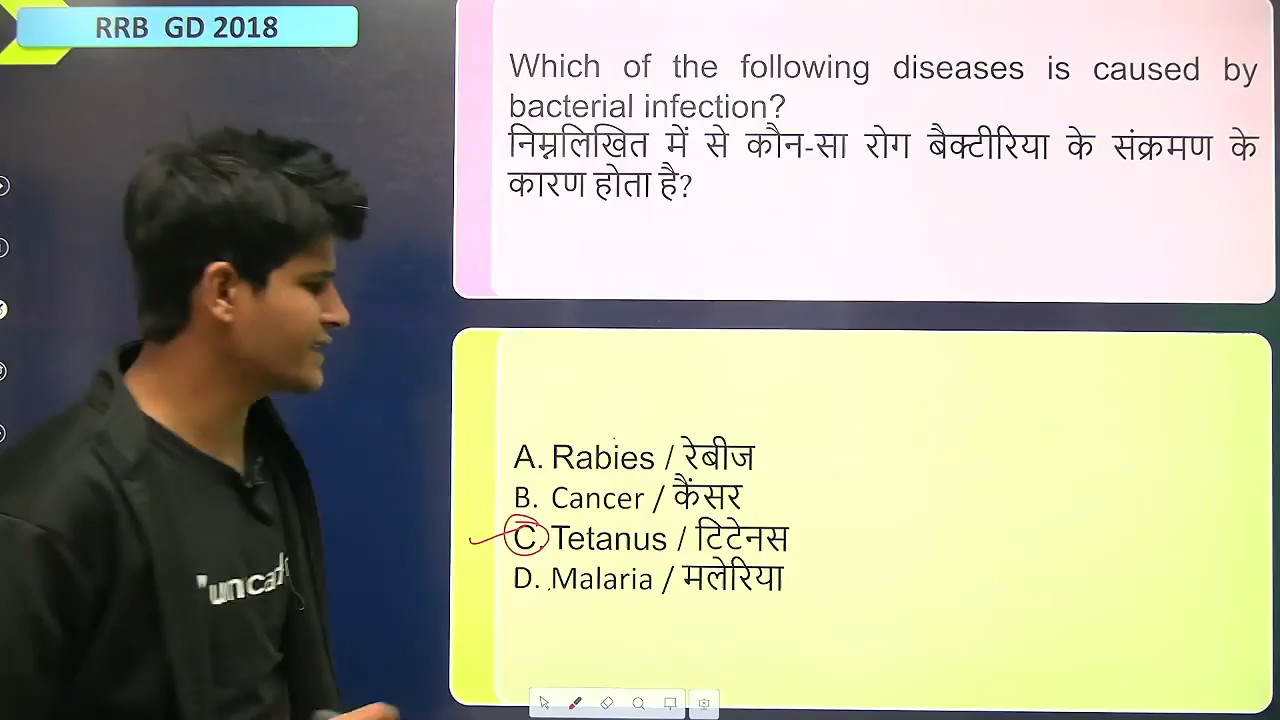 RRB GD 2018
Which of the following diseases is caused by
bacterial infection?
निम्नलिखित में से कौन-सा रोग बैक्टीरिया के संक्रमण के
कारण होता है?
A. Rabies / रेबीज
B. Cancer / कैंसर
C. Tetanus / टिटेनस
D. Malaria / मलेरिया